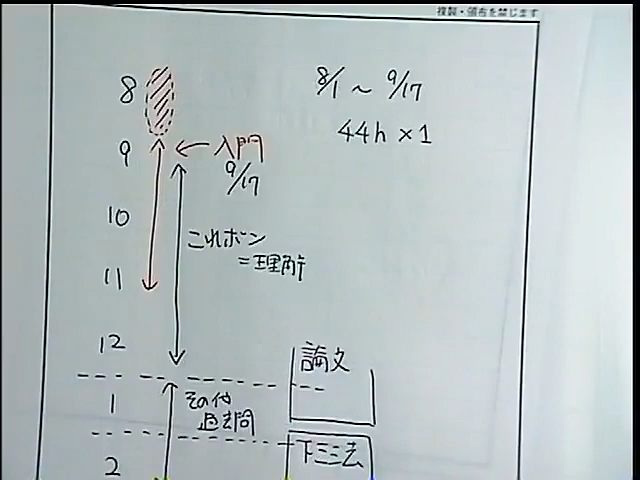 複製・頒布を禁じます
8
8/1 ~ 9/17
44h × 1
9
入門
9/17
10
これポン
=理解
11
12
論文
1
その他
過去問
下三法
2